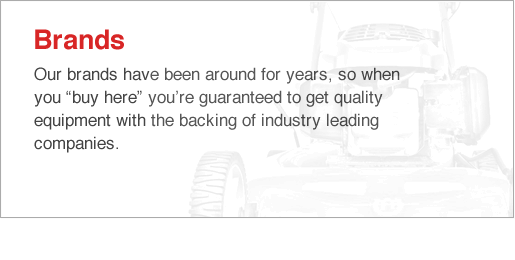 Brands
Our brands have been around for years, so when
you “buy here” you’re guaranteed to get quality
equipment with the backing of industry leading
companies.